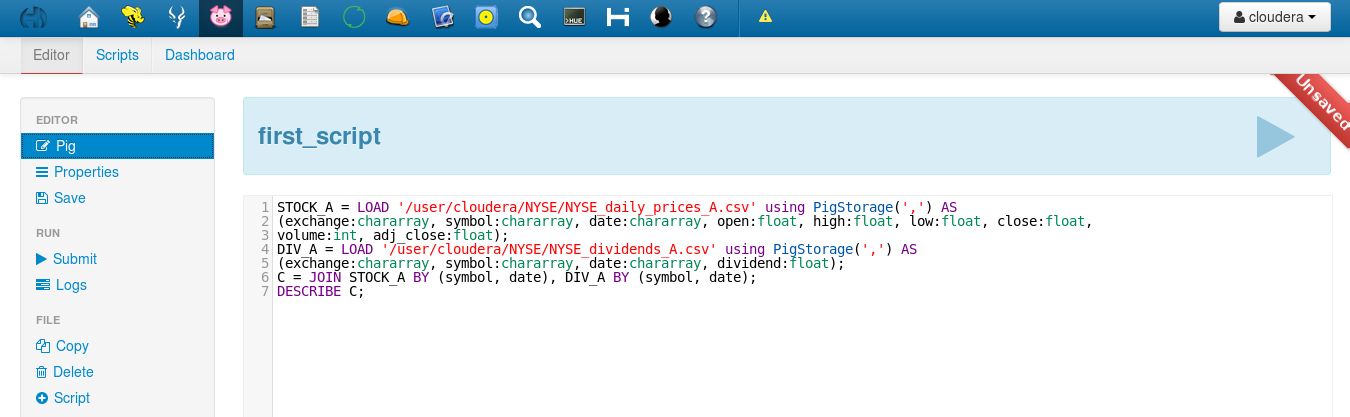 HUE
cloudera
Editor
Scripts
Dashboard
Unsaved
EDITOR
Pig
Properties
Save
RUN
Submit
Logs
FILE
Copy
Delete
Script
first_script
1 STOCK_A = LOAD '/user/cloudera/NYSE/NYSE_daily_prices_A.csv' using PigStorage(',') AS
2 (exchange:chararray, symbol:chararray, date:chararray, open:float, high:float, low:float, close:float,
3 volume:int, adj_close:float);
4 DIV_A = LOAD '/user/cloudera/NYSE/NYSE_dividends_A.csv' using PigStorage(',') AS
5 (exchange:chararray, symbol:chararray, date:chararray, dividend:float);
6 C = JOIN STOCK_A BY (symbol, date), DIV_A BY (symbol, date);
7 DESCRIBE C;